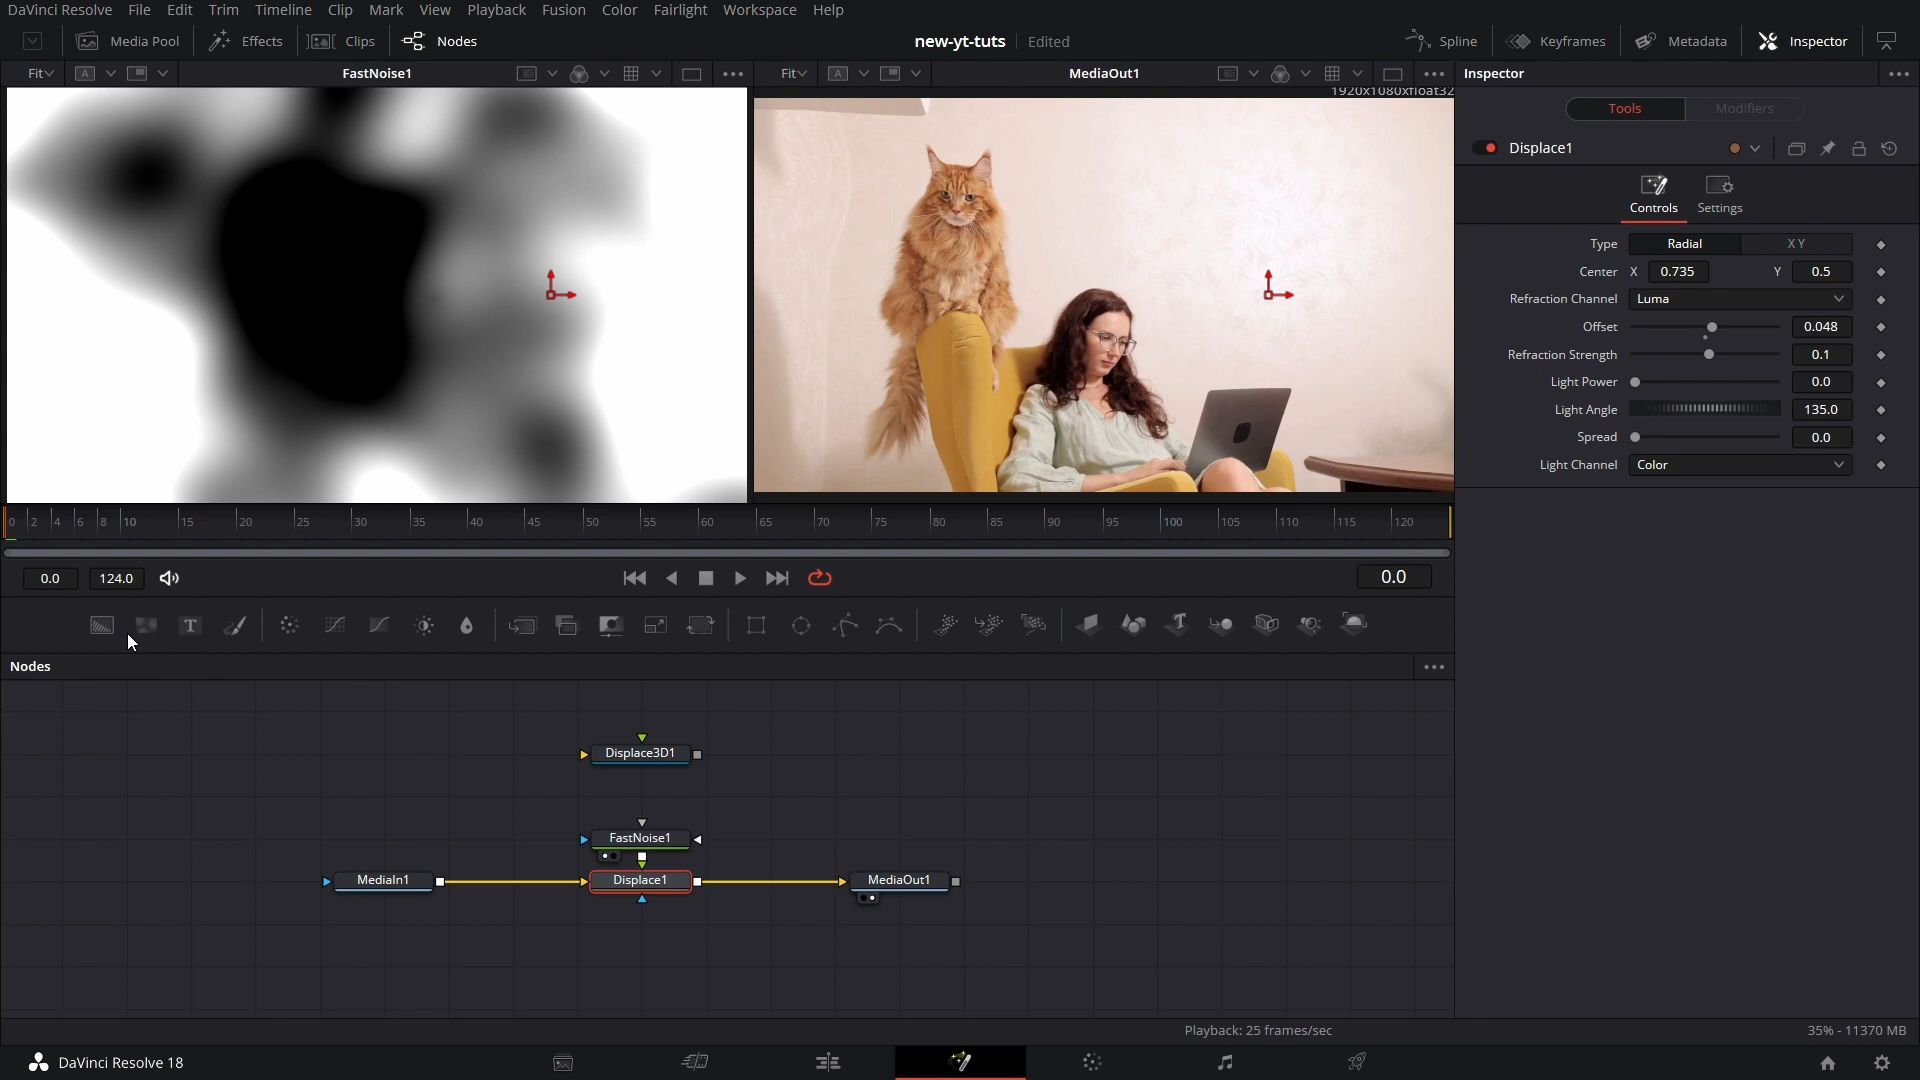 DaVinci Resolve File Edit Trim Timeline Clip Mark View Playback Fusion Color Fairlight Workspace Help
Media Pool Effects Clips Nodes new-yt-tuts Edited Spline Keyframes Metadata Inspector
Fit A FastNoise1 Fit A MediaOut1 Inspector
1920x1080xfloat32
Tools Modifiers
Displace1
Controls Settings
Type Radial X Y
Center X 0.735 Y 0.5
Refraction Channel Luma
Offset 0.048
Refraction Strength 0.1
Light Power 0.0
Light Angle 135.0
Spread 0.0
Light Channel Color
0 2 4 6 8 10 15 20 25 30 35 40 45 50 55 60 65 70 75 80 85 90 95 100 105 110 115 120
0.0 124.0 0.0
T T
Nodes
Displace3D1
FastNoise1
MediaIn1 Displace1 MediaOut1
Playback: 25 frames/sec 35% - 11370 MB
DaVinci Resolve 18